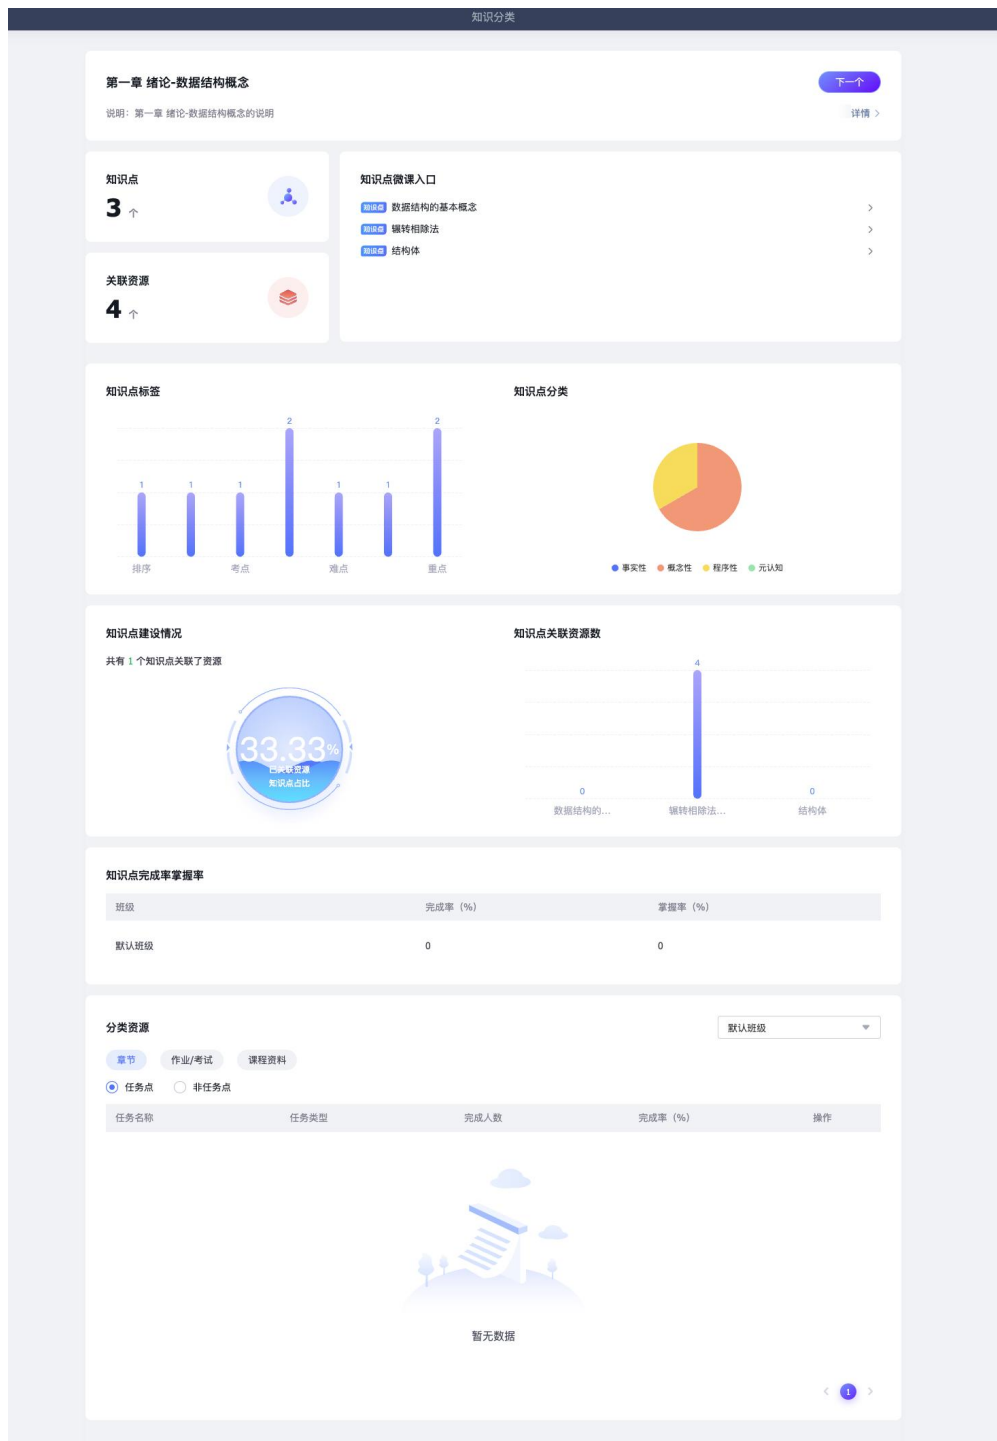 知识分类
第一章 绪论-数据结构概念
下一个
说明：第一章 绪论-数据结构概念的说明
详情 >
知识点
3 个
关联资源
4 个
知识点微课入口
知识点 数据结构的基本概念 >
知识点 辗转相除法 >
知识点 结构体 >
知识点标签
1 1 1 2 1 1 2
排序 考点 难点 重点
知识点分类
事实性 概念性 程序性 元认知
知识点建设情况
共有 1 个知识点关联了资源
33.33%
已关联资源
知识点占比
知识点关联资源数
0 4 0
数据结构的... 辗转相除法... 结构体
知识点完成率掌握率
班级 完成率（%） 掌握率（%）
默认班级 0 0
分类资源
默认班级
章节 作业/考试 课程资料
任务点 非任务点
任务名称 任务类型 完成人数 完成率（%） 操作
暂无数据
< 1 >